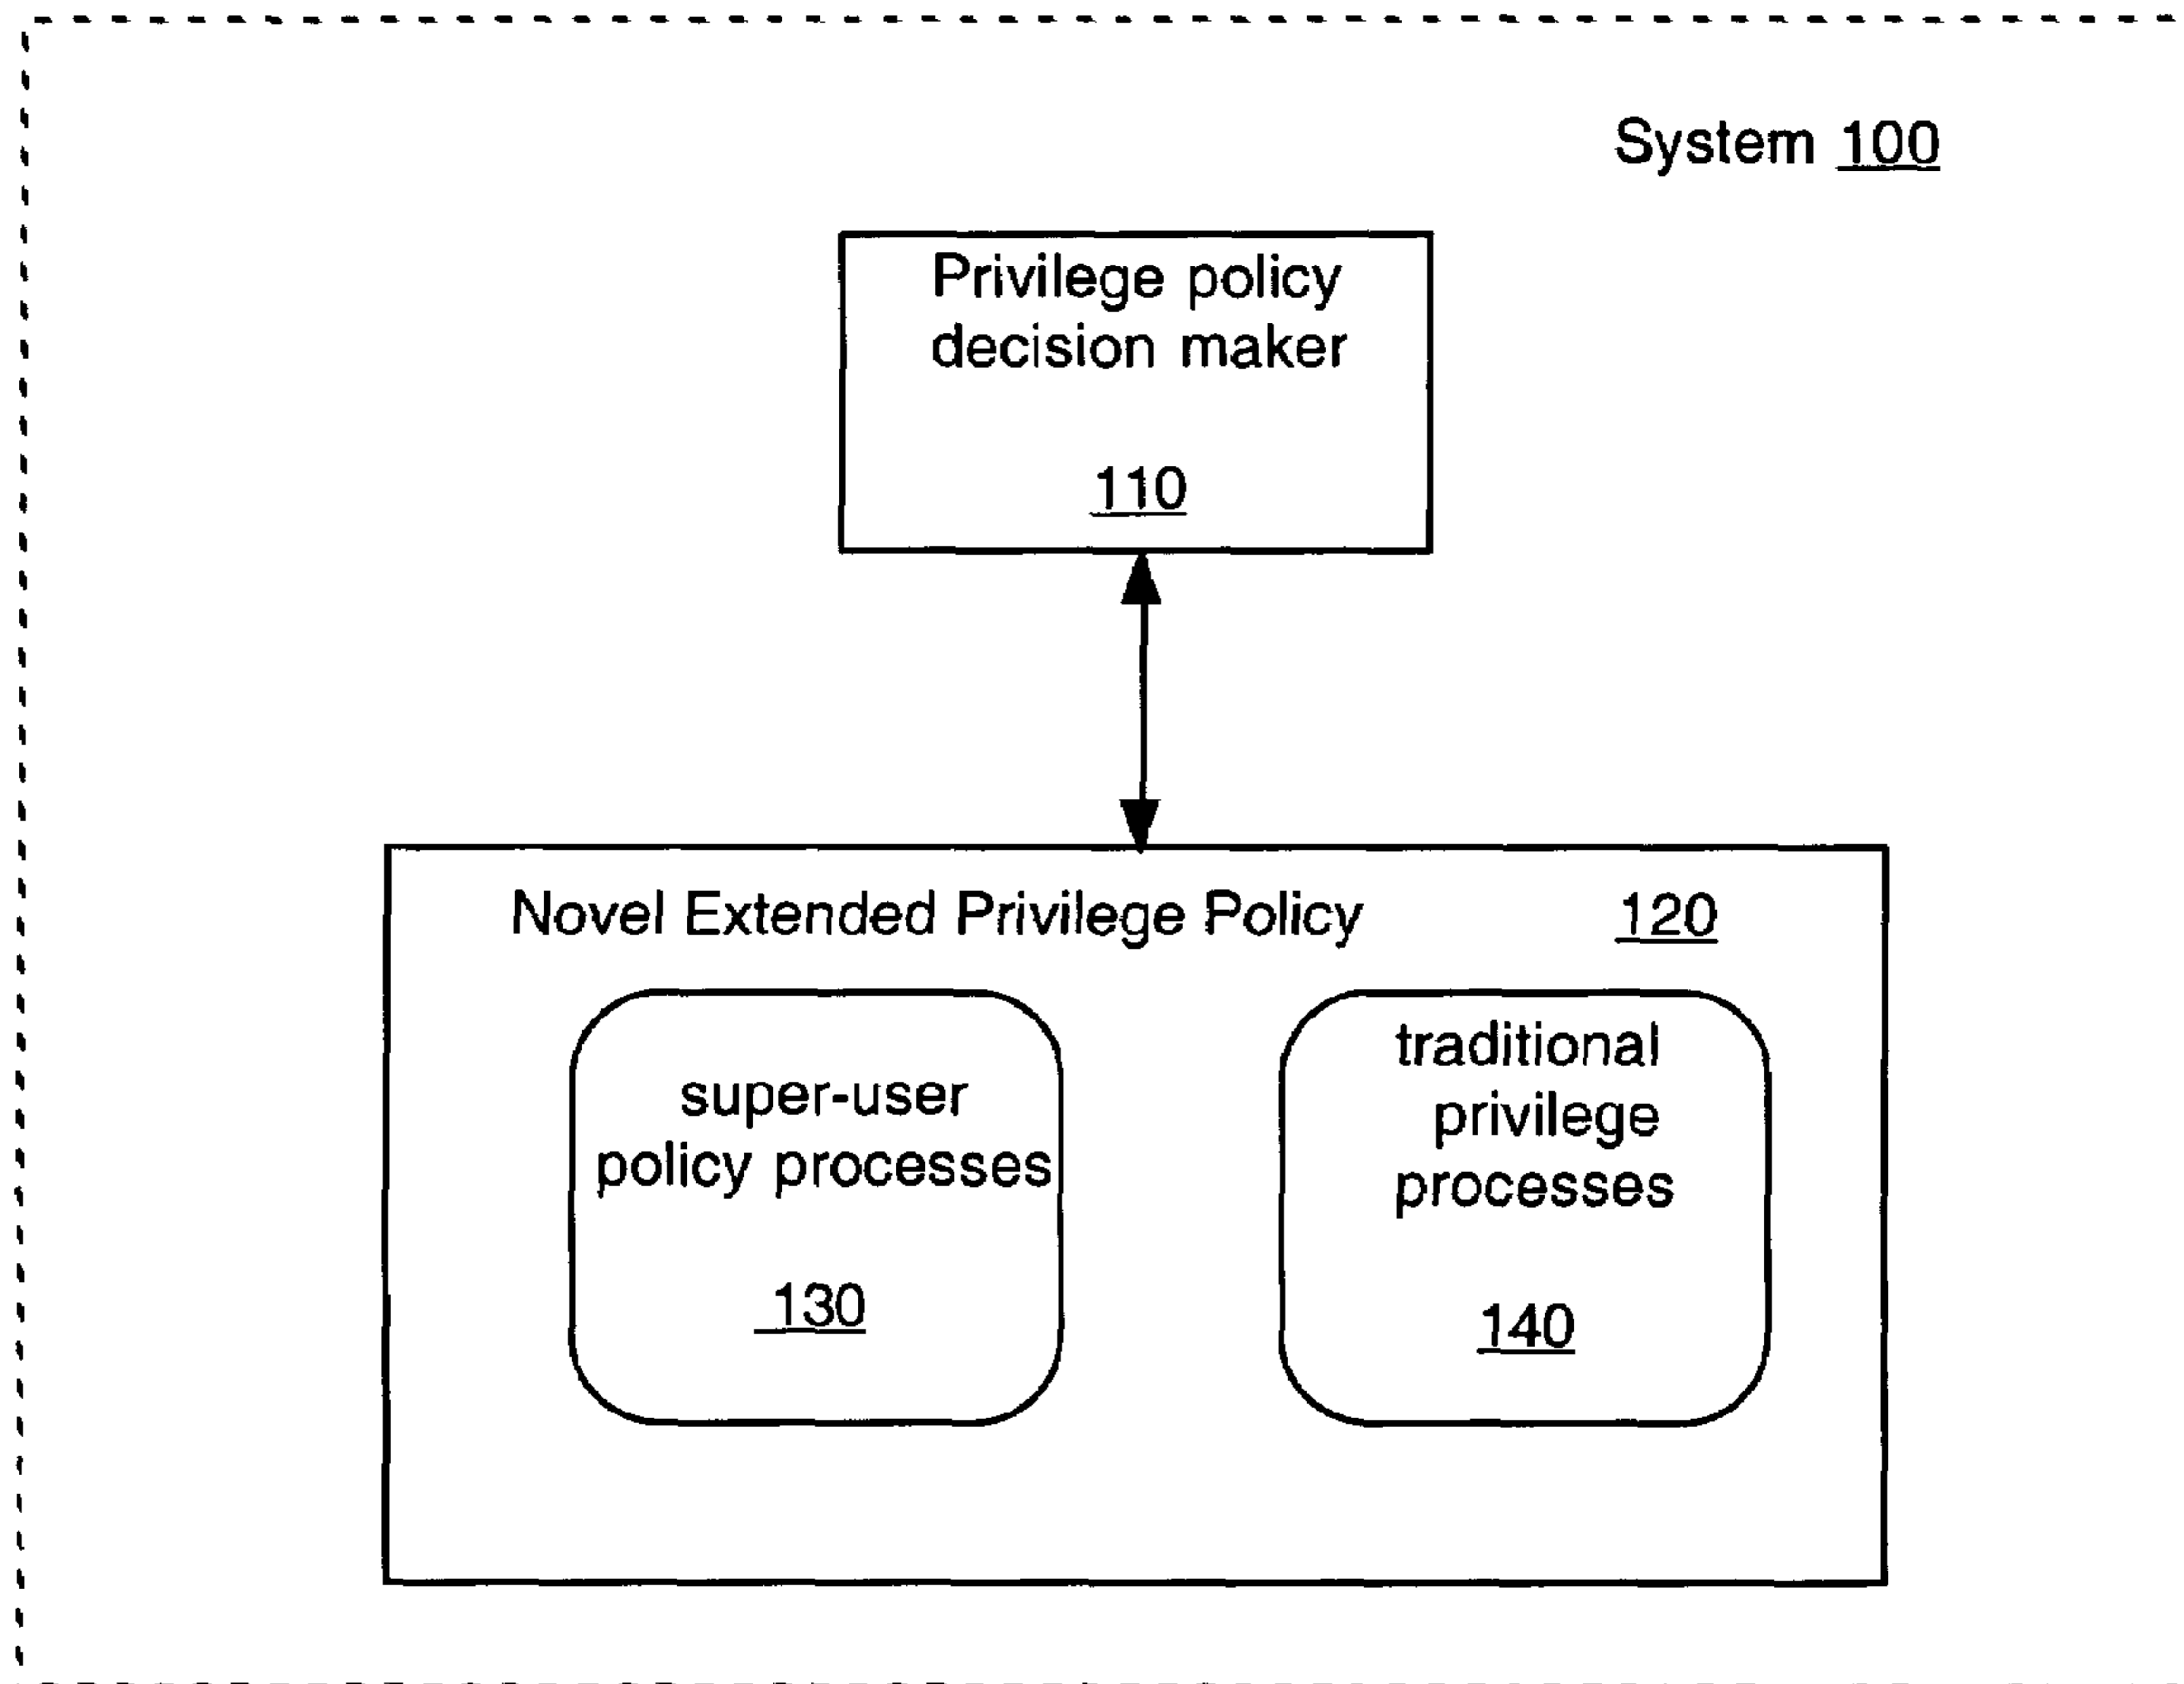 System 100
Privilege policy
decision maker
110
Novel Extended Privilege Policy 120
super-user
policy processes
130
traditional
privilege
processes
140